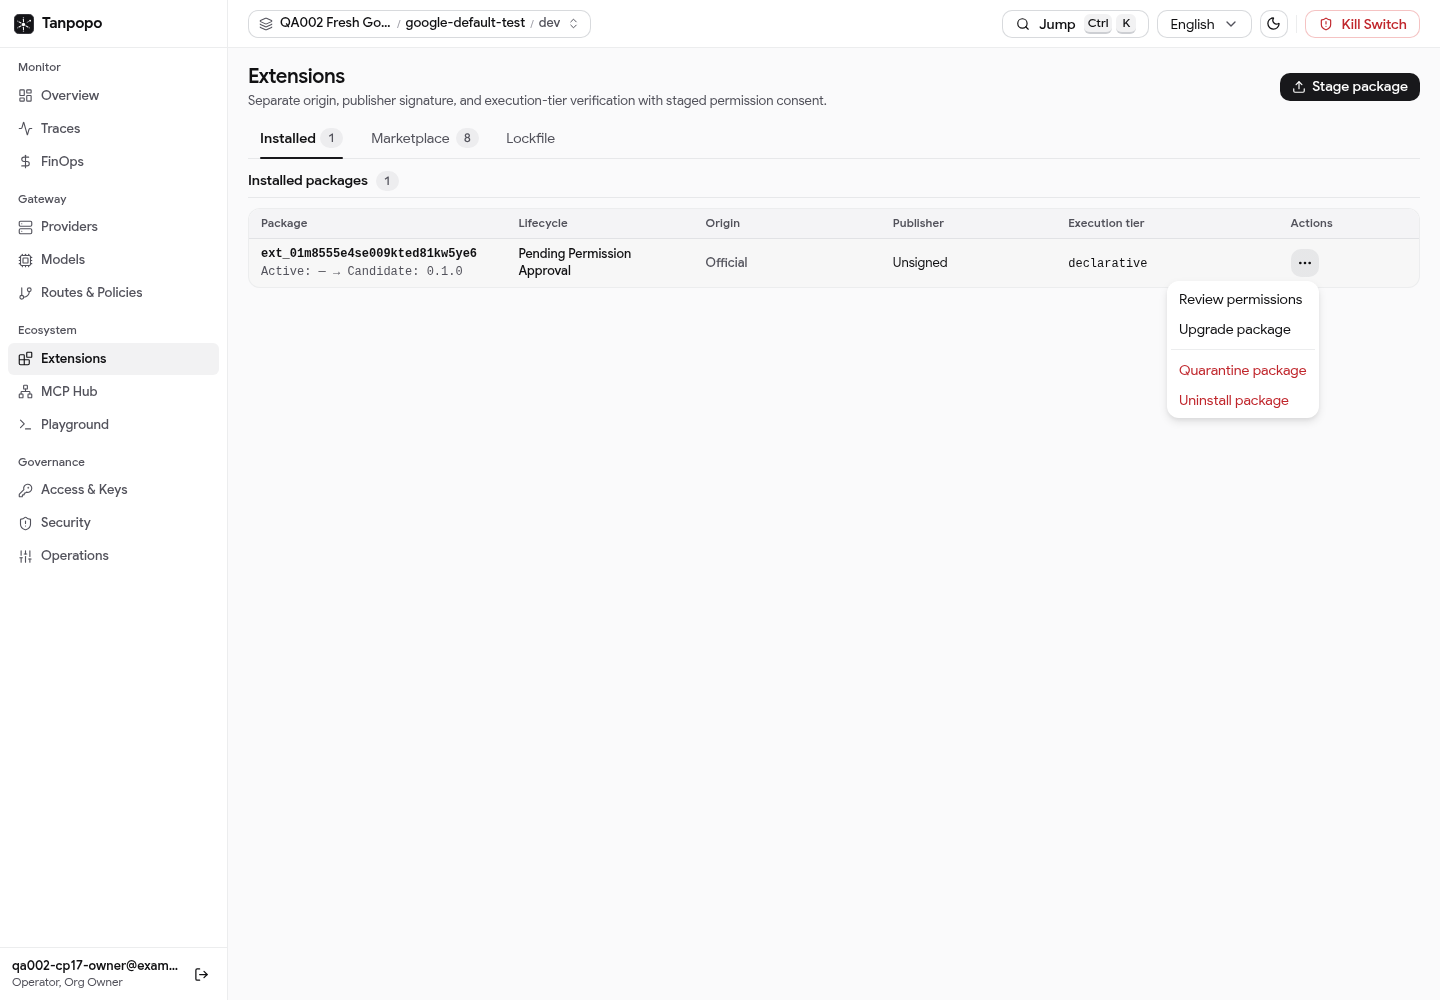 Tanpopo
QA002 Fresh Go... / google-default-test / dev
Jump Ctrl K
English
Kill Switch
Monitor
Overview
Traces
FinOps
Gateway
Providers
Models
Routes & Policies
Ecosystem
Extensions
MCP Hub
Playground
Governance
Access & Keys
Security
Operations
qa002-cp17-owner@exam...
Operator, Org Owner
Extensions
Separate origin, publisher signature, and execution-tier verification with staged permission consent.
Stage package
Installed 1 Marketplace 8 Lockfile
Installed packages 1
Package Lifecycle Origin Publisher Execution tier Actions
ext_01m8555e4se009kted81kw5ye6
Active: — → Candidate: 0.1.0
Pending Permission
Approval
Official
Unsigned
declarative
Review permissions
Upgrade package
Quarantine package
Uninstall package